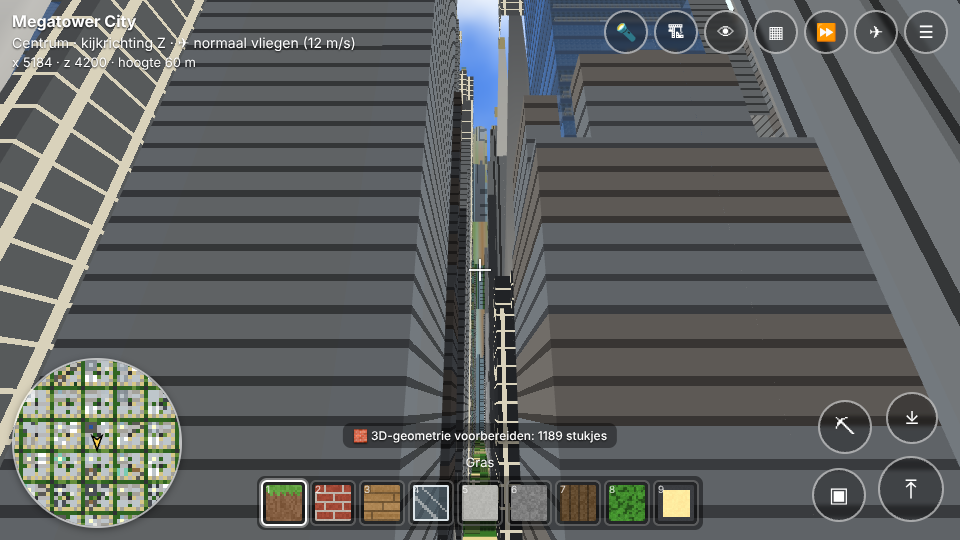 Megatower City
Centrum · kijkrichting Z · ✈ normaal vliegen (12 m/s)
x 5184 · z 4200 · hoogte 60 m
3D-geometrie voorbereiden: 1189 stukjes
Gras
1 2 3 4 5 6 7 8 9